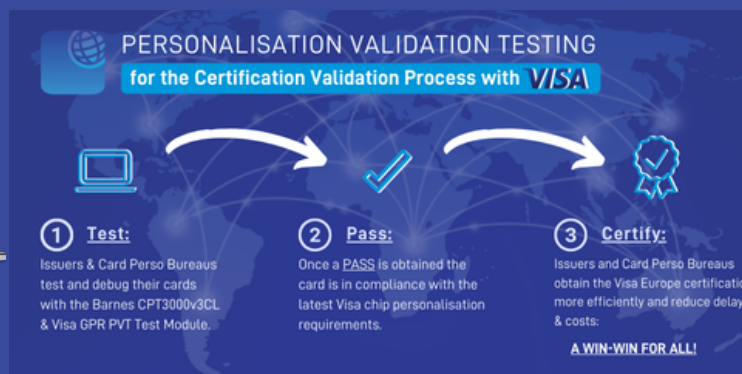 PERSONALISATION VALIDATION TESTING
for the Certification Validation Process with VISA
1 Test:
Issuers & Card Perso Bureaus
test and debug their cards
with the Barnes CPT3000v3CL
& Visa GPR PVT Test Module.
2 Pass:
Once a PASS is obtained the
card is in compliance with the
latest Visa chip personalisation
requirements.
3 Certify:
Issuers and Card Perso Bureaus
obtain the Visa Europe certificatio
more efficiently and reduce delay
& costs:
A WIN-WIN FOR ALL!